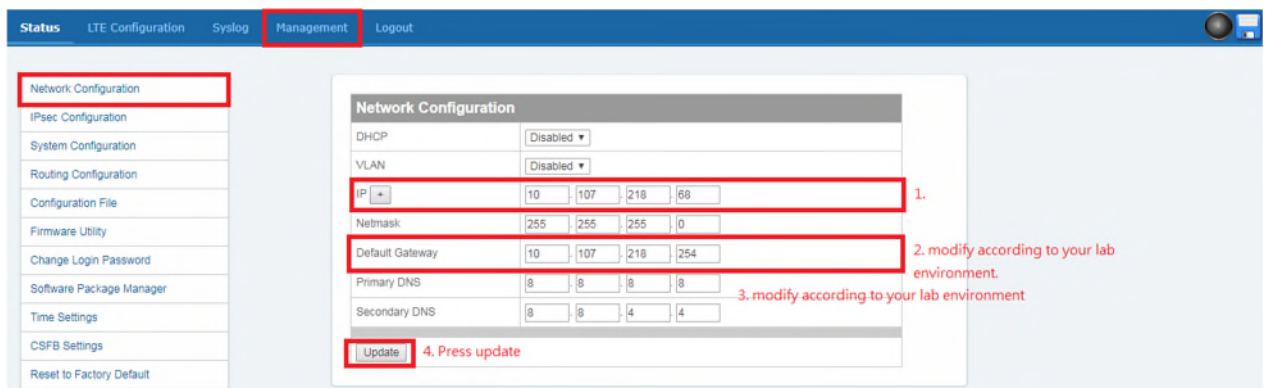 Status LTE Configuration Syslog Management Logout
Network Configuration
IPsec Configuration
System Configuration
Routing Configuration
Configuration File
Firmware Utility
Change Login Password
Software Package Manager
Time Settings
CSFB Settings
Reset to Factory Default
Network Configuration
DHCP Disabled
VLAN Disabled
IP + 10 . 107 . 218 . 68 1.
Netmask 255 . 255 . 255 . 0
Default Gateway 10 . 107 . 218 . 254 2. modify according to your lab
environment.
Primary DNS 8 . 8 . 8 . 8
3. modify according to your lab environment
Secondary DNS 8 . 8 . 4 . 4
Update 4. Press update